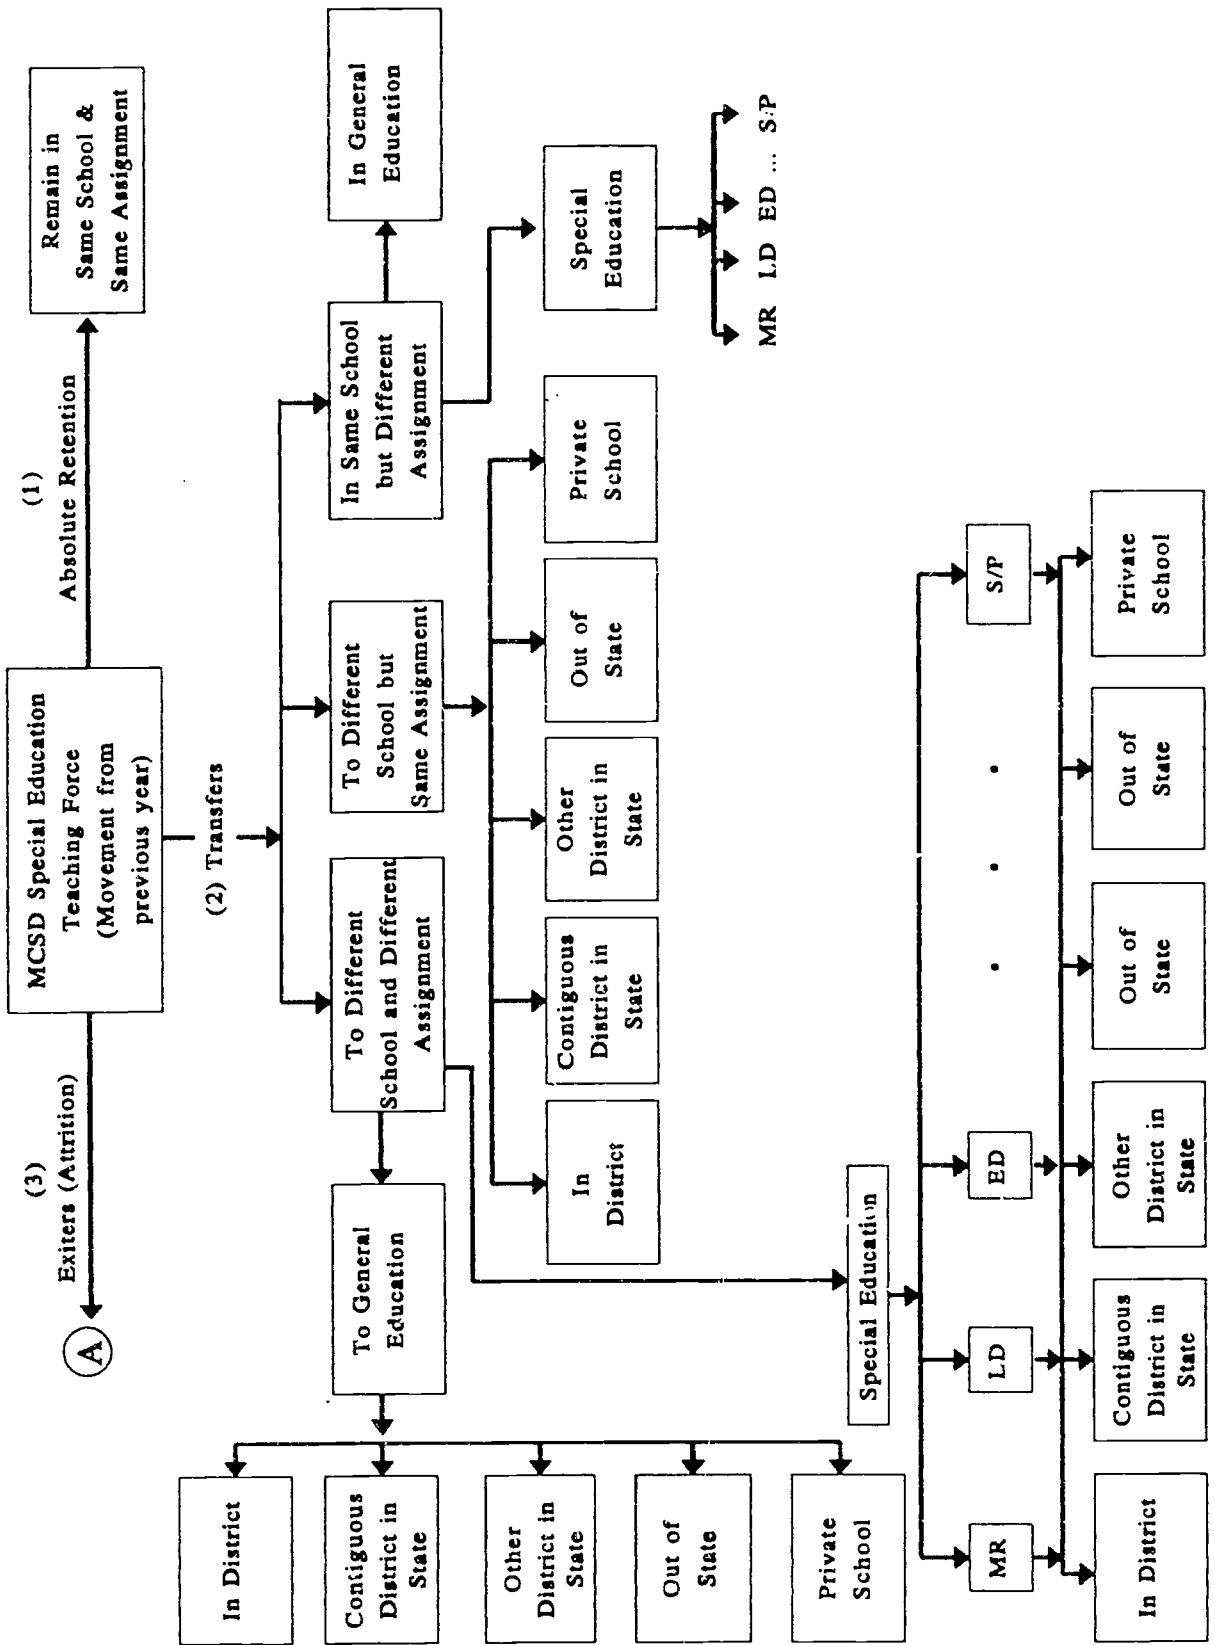 (3)
Exiters (Attrition)
A
MCSD Special Education
Teaching Force
(Movement from
previous year)
(1)
Absolute Retention
Remain in
Same School &
Same Assignment
(2) Transfers
To Different
School and Different
Assignment
To Different
School but
Same Assignment
In Same School
but Different
Assignment
In General
Education
To General
Education
In District
Contiguous
District in
State
Other
District in
State
Out of
State
Private
School
In
District
Contiguous
District in
State
Other
District in
State
Out of
State
Private
School
Special
Education
MR LD ED ... S/P
Special Education
MR
LD
ED
. . .
S/P
In District
Contiguous
District in
State
Other
District in
State
Out of
State
Out of
State
Private
School